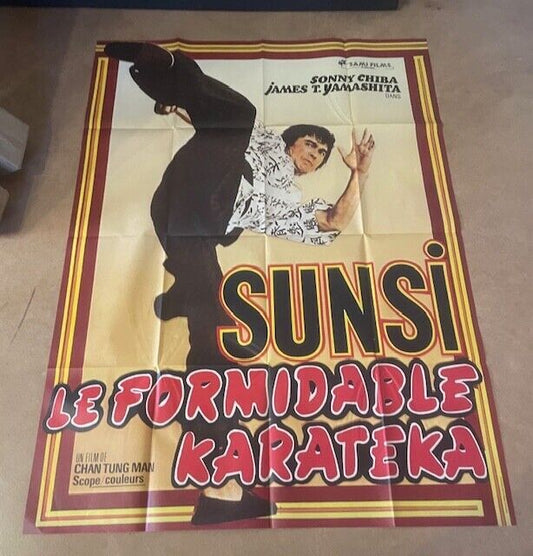 SAMI FILMS
SONNY CHIBA
JAMES T. YAMASHITA
DANS
SUNSI
LE FORMIDABLE
KARATEKA
UN FILM DE
CHAN TUNG MAN
Scope/couleurs